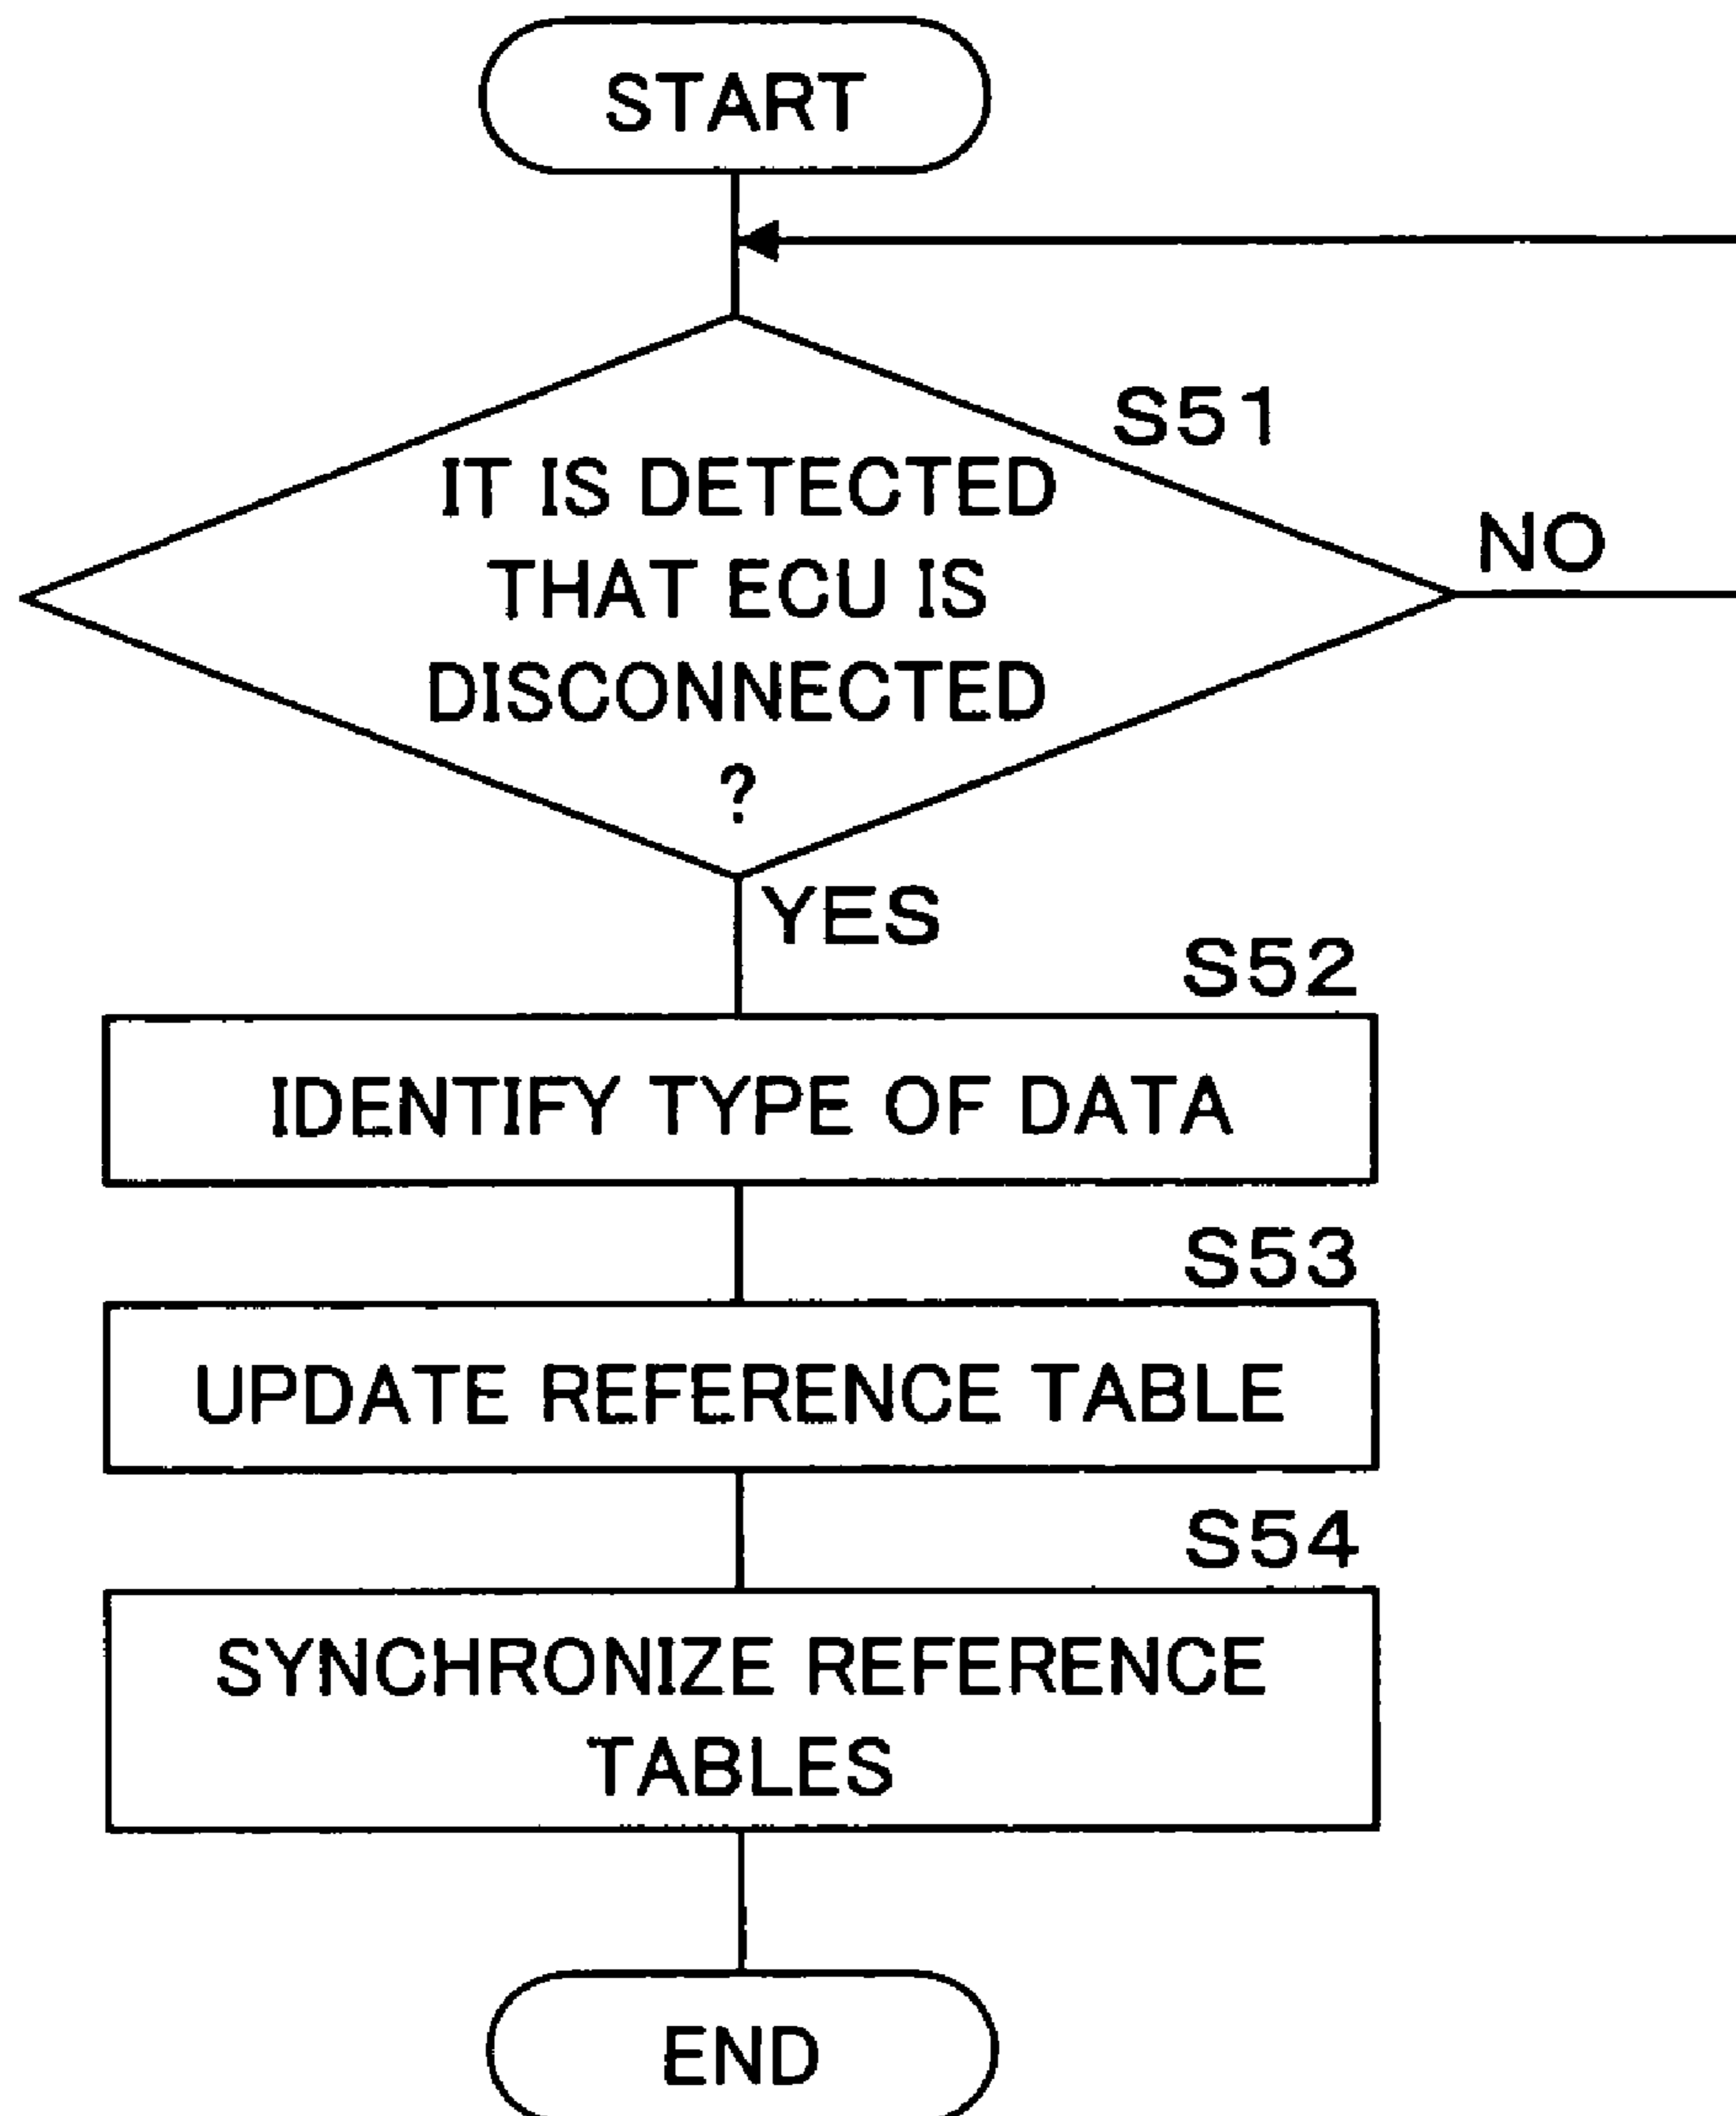 START
S51
IT IS DETECTED
THAT ECU IS
DISCONNECTED
?
NO
YES
S52
IDENTIFY TYPE OF DATA
S53
UPDATE REFERENCE TABLE
S54
SYNCHRONIZE REFERENCE
TABLES
END